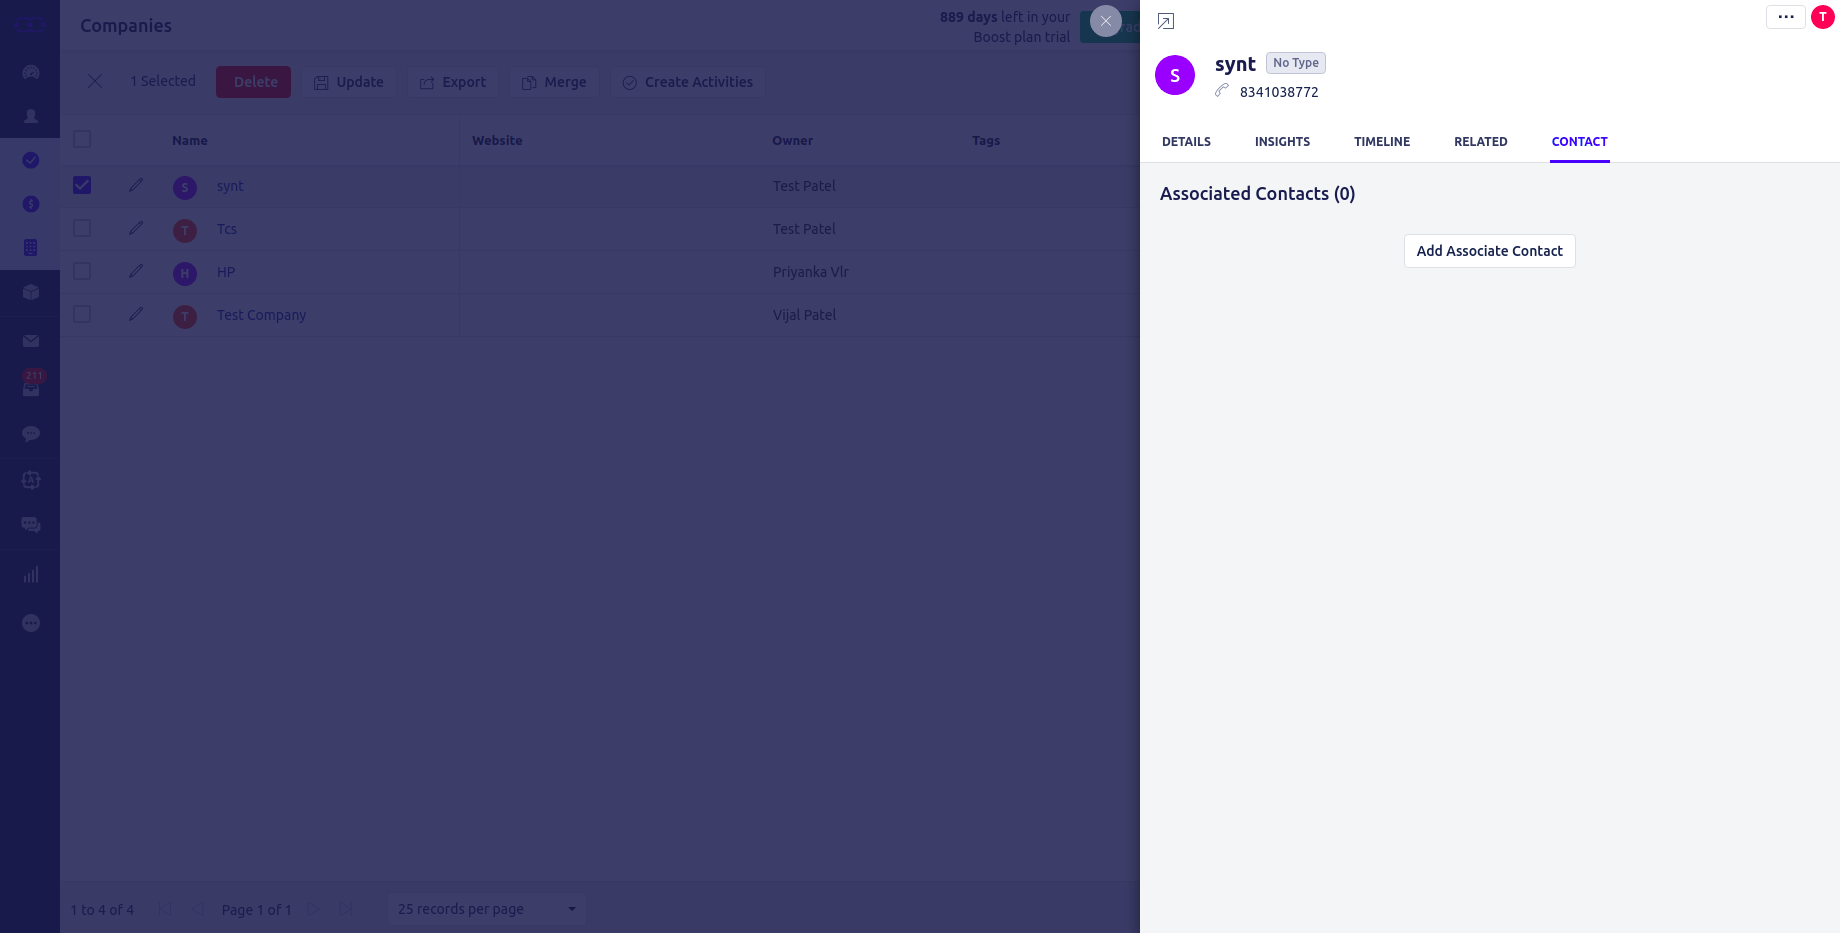 Companies
889 days left in your
Boost plan trial
1 Selected
Delete
Update
Export
Merge
Create Activities
Name
Website
Owner
Tags
S
synt
Test Patel
T
Tcs
Test Patel
H
HP
Priyanka Vlr
T
Test Company
Vijal Patel
$
211
1 to 4 of 4
Page 1 of 1
25 records per page
T
S
synt
No Type
8341038772
DETAILS
INSIGHTS
TIMELINE
RELATED
CONTACT
Associated Contacts (0)
Add Associate Contact